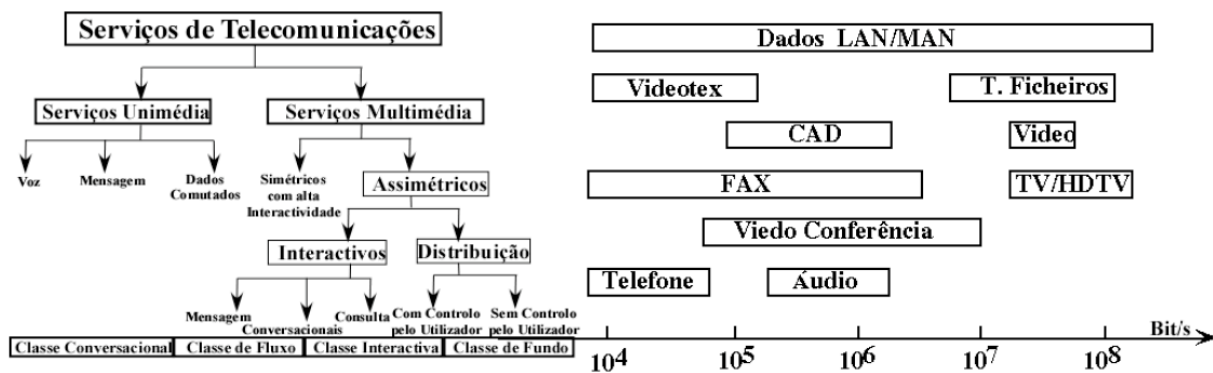 Serviços de Telecomunicações
Serviços Unimédia
Serviços Multimédia
Voz
Mensagem
Dados
Comutados
Simétricos
com alta
Interactividade
Assimétricos
Interactivos
Distribuição
Mensagem
Conversacionais
Consulta
Com Controlo
pelo Utilizador
Sem Controlo
pelo Utilizador
Classe Conversacional
Classe de Fluxo
Classe Interactiva
Classe de Fundo
Dados LAN/MAN
Videotex
T. Ficheiros
CAD
Video
FAX
TV/HDTV
Viedo Conferência
Telefone
Áudio
Bit/s
10⁴ 10⁵ 10⁶ 10⁷ 10⁸